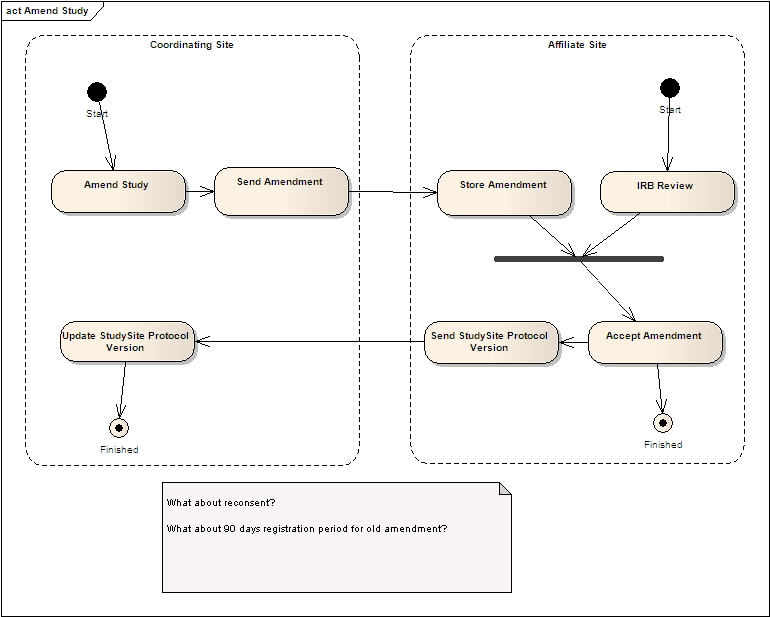 act Amend Study
Coordinating Site
Affiliate Site
Start
Start
Amend Study
Send Amendment
Store Amendment
IRB Review
Update StudySite Protocol
Version
Send StudySite Protocol
Version
Accept Amendment
Finished
Finished
What about reconsent?
What about 90 days registration period for old amendment?